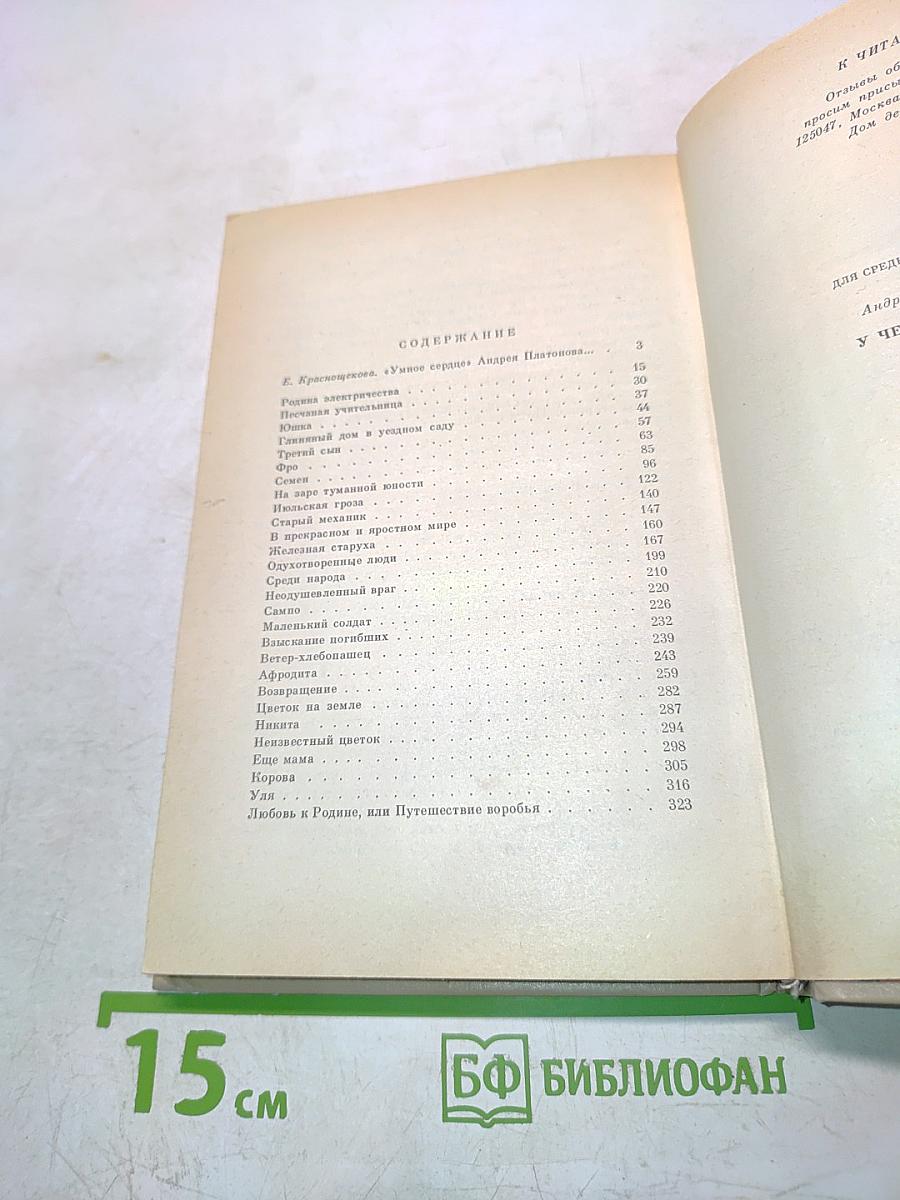 СОДЕРЖАНИЕ
Е. Краснощекова. «Умное сердце» Андрея Платонова... . 3
Родина электричества 15
Песчаная учительница 30
Юшка 37
Глиняный дом в уездном саду 44
Третий сын 57
Фро 63
Семен 85
На заре туманной юности 96
Июльская гроза 122
Старый механик 140
В прекрасном и яростном мире 147
Железная старуха 160
Одухотворенные люди 167
Среди народа 199
Неодушевленный враг 210
Сампо 220
Маленький солдат 226
Взыскание погибших 232
Ветер-хлебопашец 239
Афродита 243
Возвращение 259
Цветок на земле 282
Никита 287
Неизвестный цветок 294
Еще мама 298
Корова 305
Уля 316
Любовь к Родине, или Путешествие воробья 323
К ЧИТА
Отзывы об
просим присы
125047, Москва
Дом де
ДЛЯ СРЕДН
Андр
У ЧЕ
15 см
БФ БИБЛИОФАН